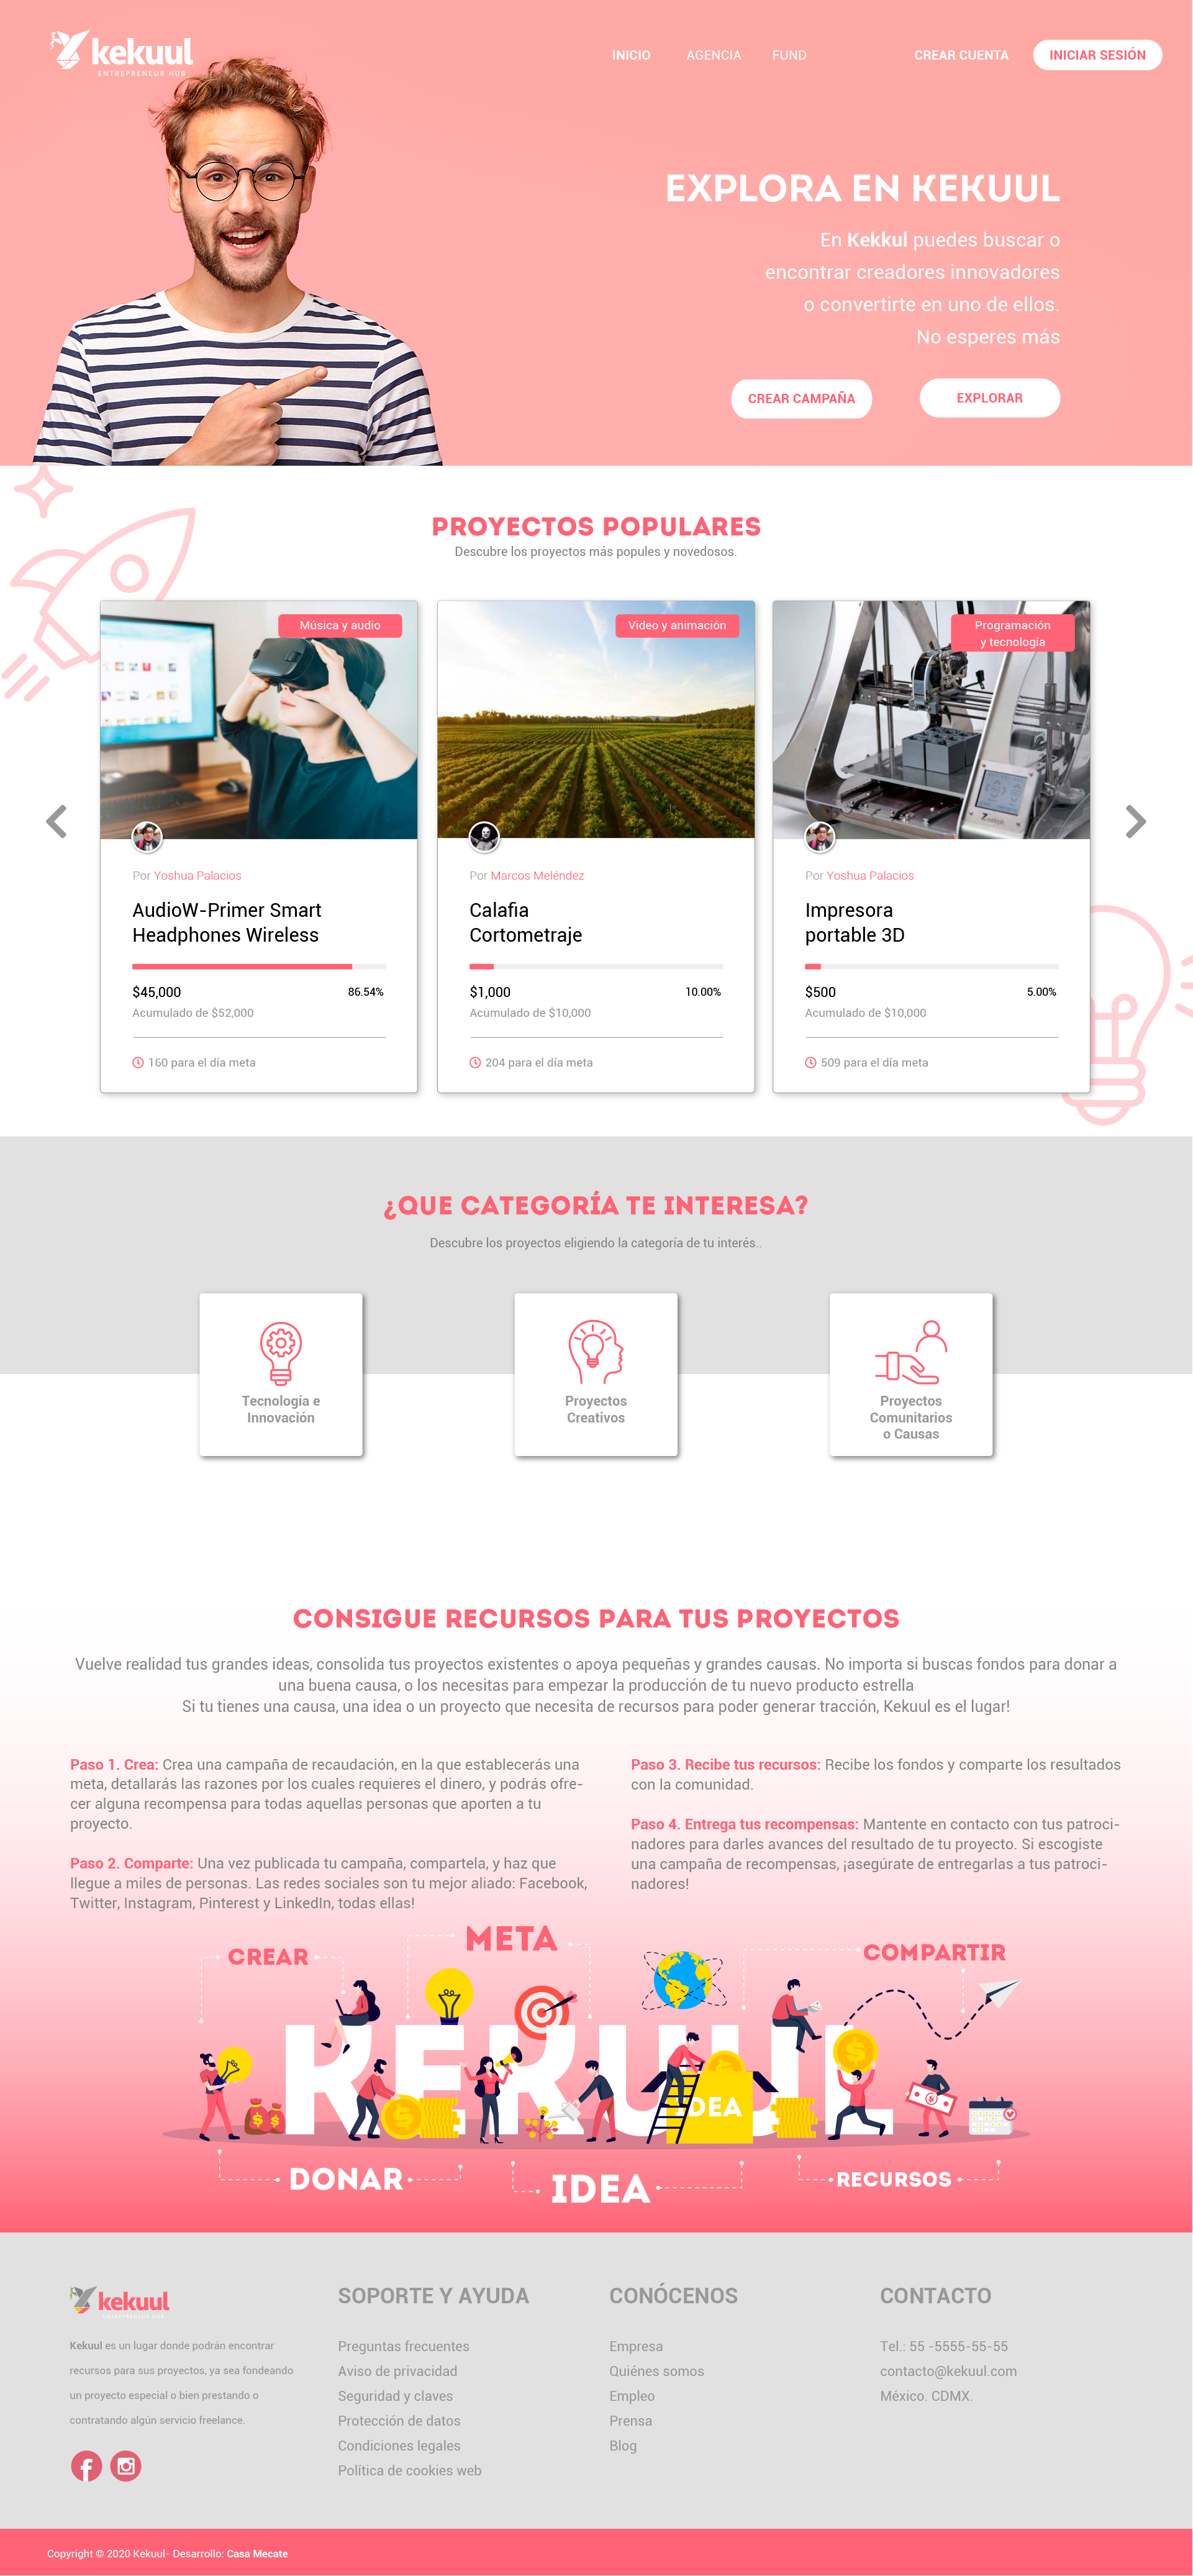 kekuul
ENTREPRENEUR HUB
INICIO
AGENCIA
FUND
CREAR CUENTA
INICIAR SESIÓN
EXPLORA EN KEKUUL
En Kekkul puedes buscar o
encontrar creadores innovadores
o convertirte en uno de ellos.
No esperes más
CREAR CAMPAÑA
EXPLORAR
PROYECTOS POPULARES
Descubre los proyectos más popules y novedosos.
Música y audio
Por Yoshua Palacios
AudioW-Primer Smart
Headphones Wireless
$45,000
86.54%
Acumulado de $52,000
160 para el día meta
Video y animación
Por Marcos Meléndez
Calafia
Cortometraje
$1,000
10.00%
Acumulado de $10,000
204 para el día meta
Programación
y tecnología
Por Yoshua Palacios
Impresora
portable 3D
$500
5.00%
Acumulado de $10,000
509 para el día meta
¿QUE CATEGORÍA TE INTERESA?
Descubre los proyectos eligiendo la categoría de tu interés..
Tecnología e
Innovación
Proyectos
Creativos
Proyectos
Comunitarios
o Causas
CONSIGUE RECURSOS PARA TUS PROYECTOS
Vuelve realidad tus grandes ideas, consolida tus proyectos existentes o apoya pequeñas y grandes causas. No importa si buscas fondos para donar a
una buena causa, o los necesitas para empezar la producción de tu nuevo producto estrella
Si tu tienes una causa, una idea o un proyecto que necesita de recursos para poder generar tracción, Kekuul es el lugar!
Paso 1. Crea: Crea una campaña de recaudación, en la que establecerás una
meta, detallarás las razones por los cuales requieres el dinero, y podrás ofre-
cer alguna recompensa para todas aquellas personas que aporten a tu
proyecto.
Paso 2. Comparte: Una vez publicada tu campaña, compartela, y haz que
llegue a miles de personas. Las redes sociales son tu mejor aliado: Facebook,
Twitter, Instagram, Pinterest y LinkedIn, todas ellas!
Paso 3. Recibe tus recursos: Recibe los fondos y comparte los resultados
con la comunidad.
Paso 4. Entrega tus recompensas: Mantente en contacto con tus patroci-
nadores para darles avances del resultado de tu proyecto. Si escogiste
una campaña de recompensas, ¡asegúrate de entregarlas a tus patroci-
nadores!
CREAR
META
COMPARTIR
KEKUUL
IDEA
DONAR
IDEA
RECURSOS
kekuul
ENTREPRENEUR HUB
Kekuul es un lugar donde podrán encontrar
recursos para sus proyectos, ya sea fondeando
un proyecto especial o bien prestando o
contratando algún servicio freelance.
SOPORTE Y AYUDA
Preguntas frecuentes
Aviso de privacidad
Seguridad y claves
Protección de datos
Condiciones legales
Política de cookies web
CONÓCENOS
Empresa
Quiénes somos
Empleo
Prensa
Blog
CONTACTO
Tel.: 55 -5555-55-55
contacto@kekuul.com
México. CDMX.
Copyright © 2020 Kekuul- Desarrollo: Casa Mecate